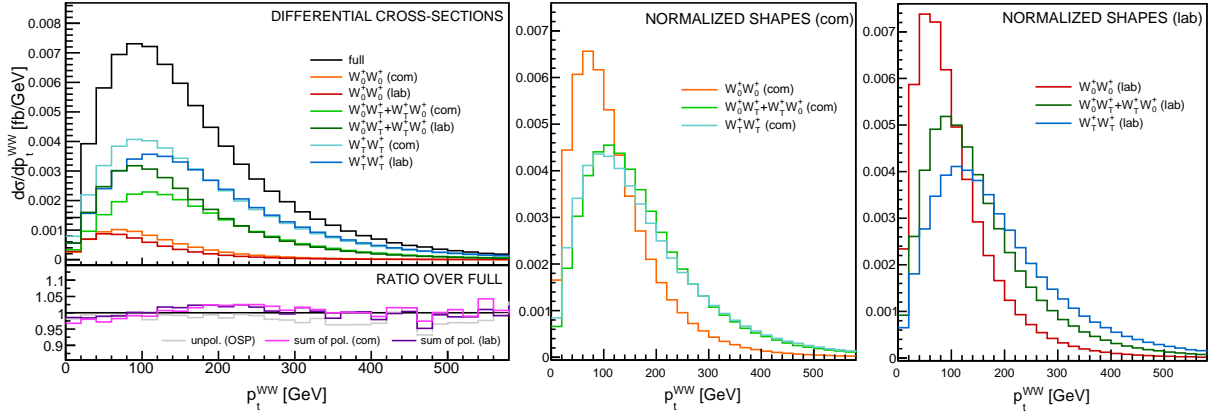 DIFFERENTIAL CROSS-SECTIONS
dσ/dp_t^WW [fb/GeV]
0.008
0.007
0.006
0.005
0.004
0.003
0.002
0.001
0
full
W_0^+W_0^+ (com)
W_0^+W_0^+ (lab)
W_0^+W_T^++W_T^+W_0^+ (com)
W_0^+W_T^++W_T^+W_0^+ (lab)
W_T^+W_T^+ (com)
W_T^+W_T^+ (lab)
RATIO OVER FULL
1.1
1.05
1
0.95
0.9
unpol. (OSP) sum of pol. (com) sum of pol. (lab)
0 100 200 300 400 500
p_t^WW [GeV]
NORMALIZED SHAPES (com)
0.007
0.006
0.005
0.004
0.003
0.002
0.001
0
W_0^+W_0^+ (com)
W_0^+W_T^++W_T^+W_0^+ (com)
W_T^+W_T^+ (com)
0 100 200 300 400 500
p_t^WW [GeV]
NORMALIZED SHAPES (lab)
0.007
0.006
0.005
0.004
0.003
0.002
0.001
0
W_0^+W_0^+ (lab)
W_0^+W_T^++W_T^+W_0^+ (lab)
W_T^+W_T^+ (lab)
0 100 200 300 400 500
p_t^WW [GeV]